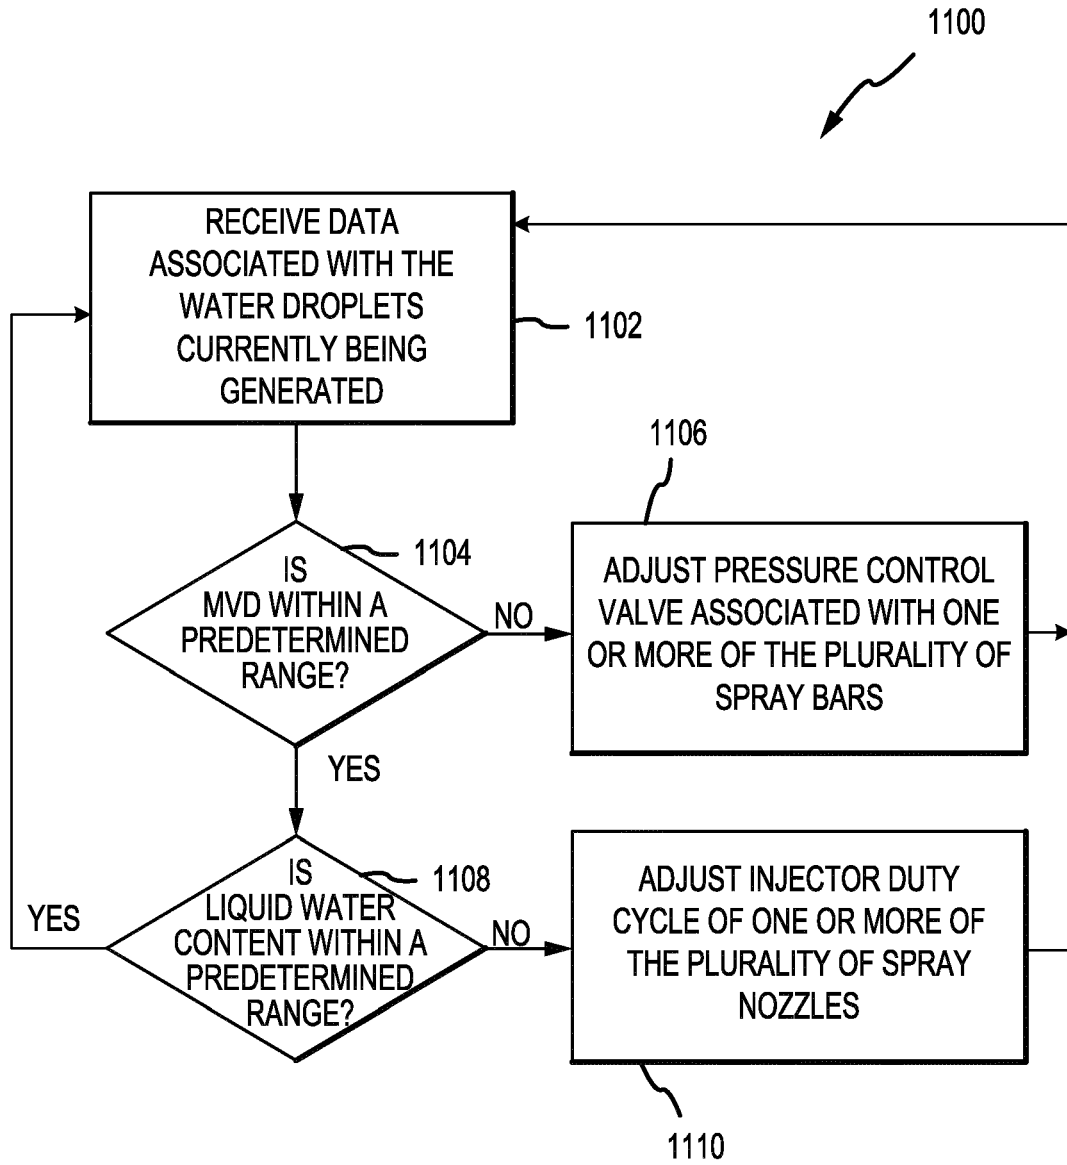 1100
RECEIVE DATA
ASSOCIATED WITH THE
WATER DROPLETS
CURRENTLY BEING
GENERATED
1102
1106
1104
IS
MVD WITHIN A
PREDETERMINED
RANGE?
NO
ADJUST PRESSURE CONTROL
VALVE ASSOCIATED WITH ONE
OR MORE OF THE PLURALITY OF
SPRAY BARS
YES
1108
IS
LIQUID WATER
CONTENT WITHIN A
PREDETERMINED
RANGE?
YES
NO
ADJUST INJECTOR DUTY
CYCLE OF ONE OR MORE OF
THE PLURALITY OF SPRAY
NOZZLES
1110